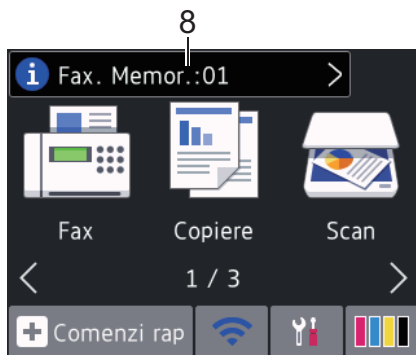 8
Fax. Memor.:01
Fax Copiere Scan
1 / 3
Comenzi rap